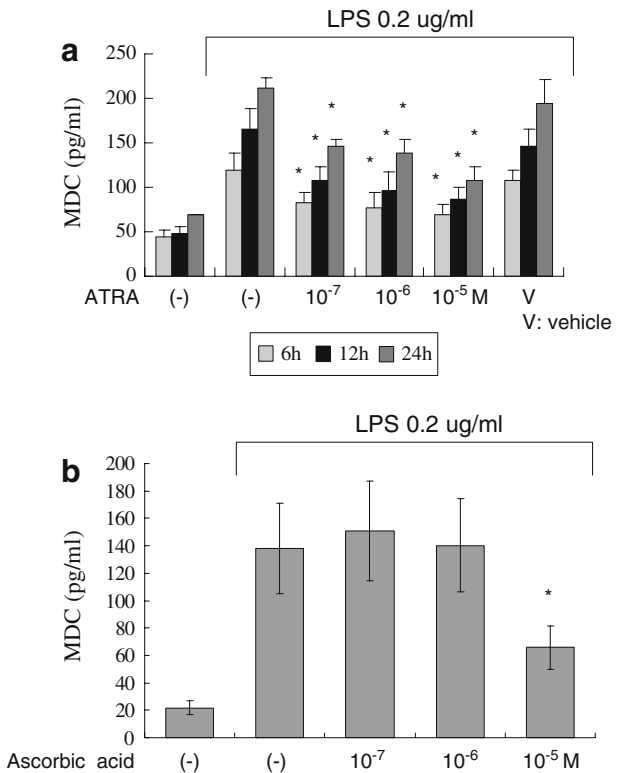 LPS 0.2 ug/ml
a
MDC (pg/ml)
250
200
150
100
50
0
* * * * * * * * *
ATRA (-) (-) 10⁻⁷ 10⁻⁶ 10⁻⁵ M V
V: vehicle
6h 12h 24h
LPS 0.2 ug/ml
b
MDC (pg/ml)
200
180
160
140
120
100
80
60
40
20
0
*
Ascorbic acid (-) (-) 10⁻⁷ 10⁻⁶ 10⁻⁵ M